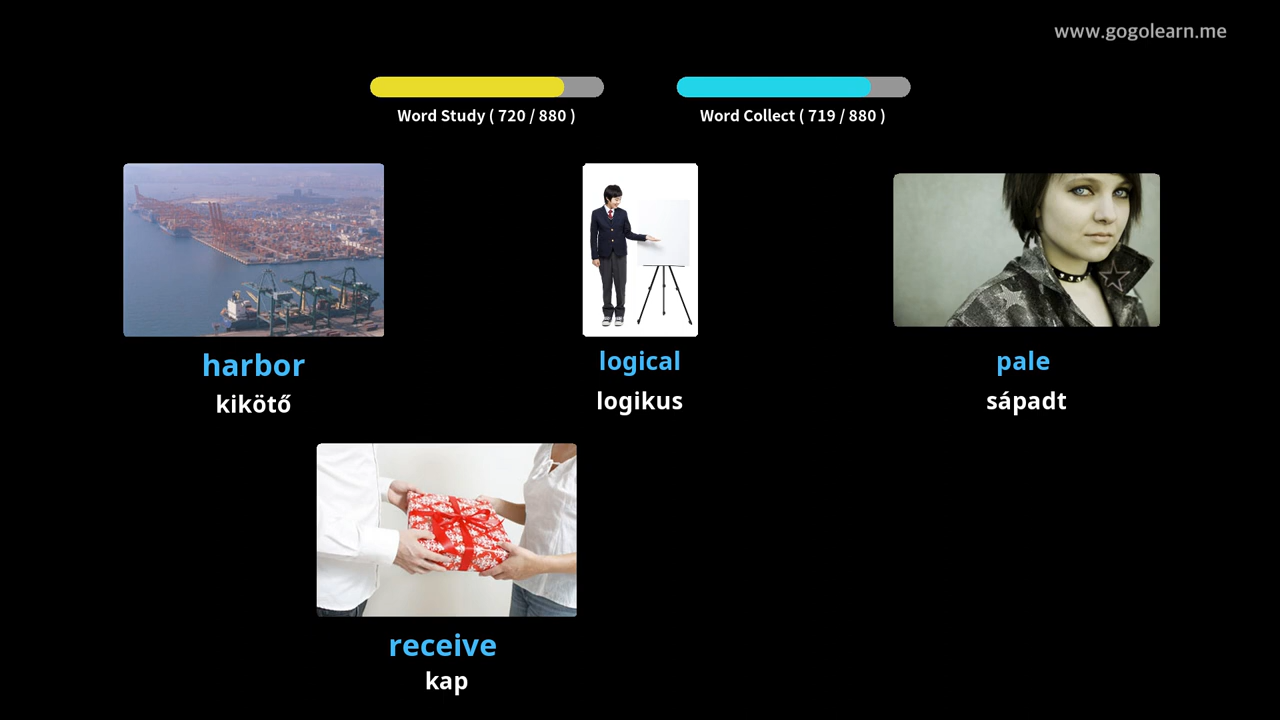 www.gogolearn.me
Word Study ( 720 / 880 )
Word Collect ( 719 / 880 )
harbor
kikötő
logical
logikus
pale
sápadt
receive
kap